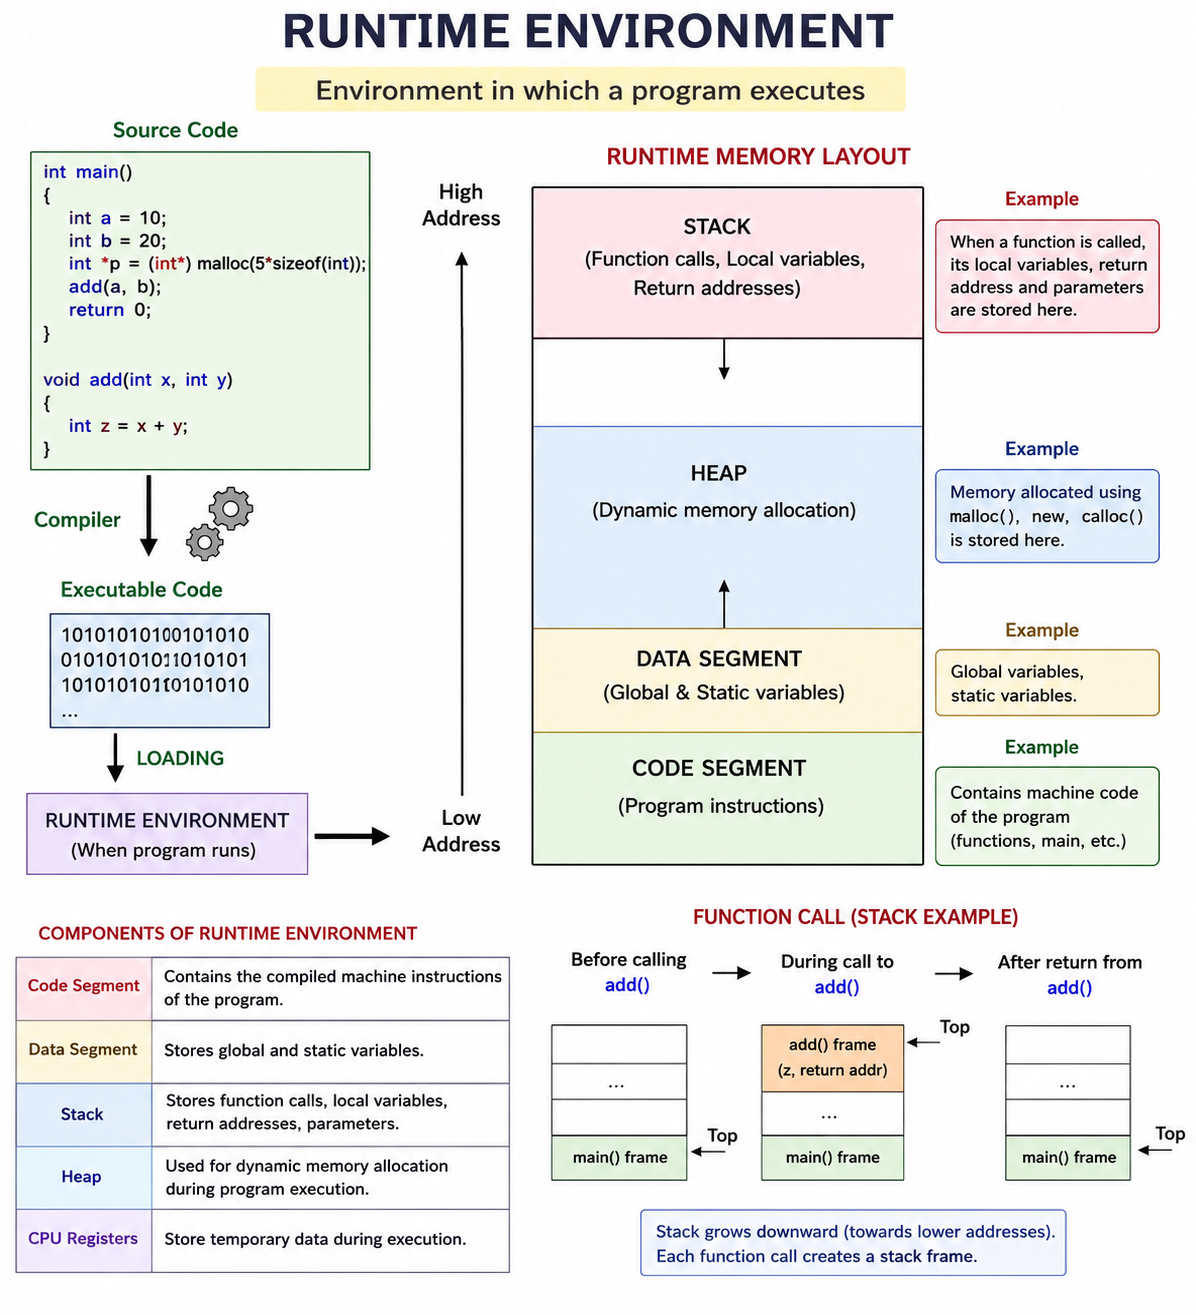 RUNTIME ENVIRONMENT
Environment in which a program executes
Source Code
int main()
{
int a = 10;
int b = 20;
int *p = (int*) malloc(5*sizeof(int));
add(a, b);
return 0;
}
void add(int x, int y)
{
int z = x + y;
}
Compiler
Executable Code
10101010100101010
0101010101
...
LOADING
RUNTIME ENVIRONMENT
(When program runs)
High
Address
Low
Address
RUNTIME MEMORY LAYOUT
STACK
(Function calls, Local variables,
Return addresses)
HEAP
(Dynamic memory allocation)
DATA SEGMENT
(Global & Static variables)
CODE SEGMENT
(Program instructions)
Example
When a function is called,
its local variables, return
address and parameters
are stored here.
Example
Memory allocated using
malloc(), new, calloc()
is stored here.
Example
Global variables,
static variables.
Example
Contains machine code
of the program
(functions, main, etc.)
COMPONENTS OF RUNTIME ENVIRONMENT
Code Segment
Contains the compiled machine instructions
of the program.
Data Segment
Stores global and static variables.
Stack
Stores function calls, local variables,
return addresses, parameters.
Heap
Used for dynamic memory allocation
during program execution.
CPU Registers
Store temporary data during execution.
FUNCTION CALL (STACK EXAMPLE)
Before calling
add()
...
main() frame
Top
During call to
add()
add() frame
(z, return addr)
...
main() frame
Top
After return from
add()
...
main() frame
Top
Stack grows downward (towards lower addresses).
Each function call creates a stack frame.